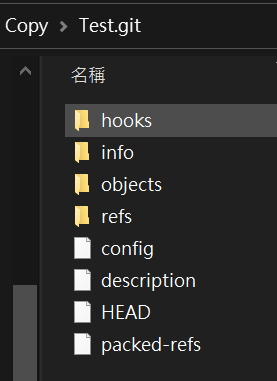 Copy > Test.git
名稱
hooks
info
objects
refs
config
description
HEAD
packed-refs